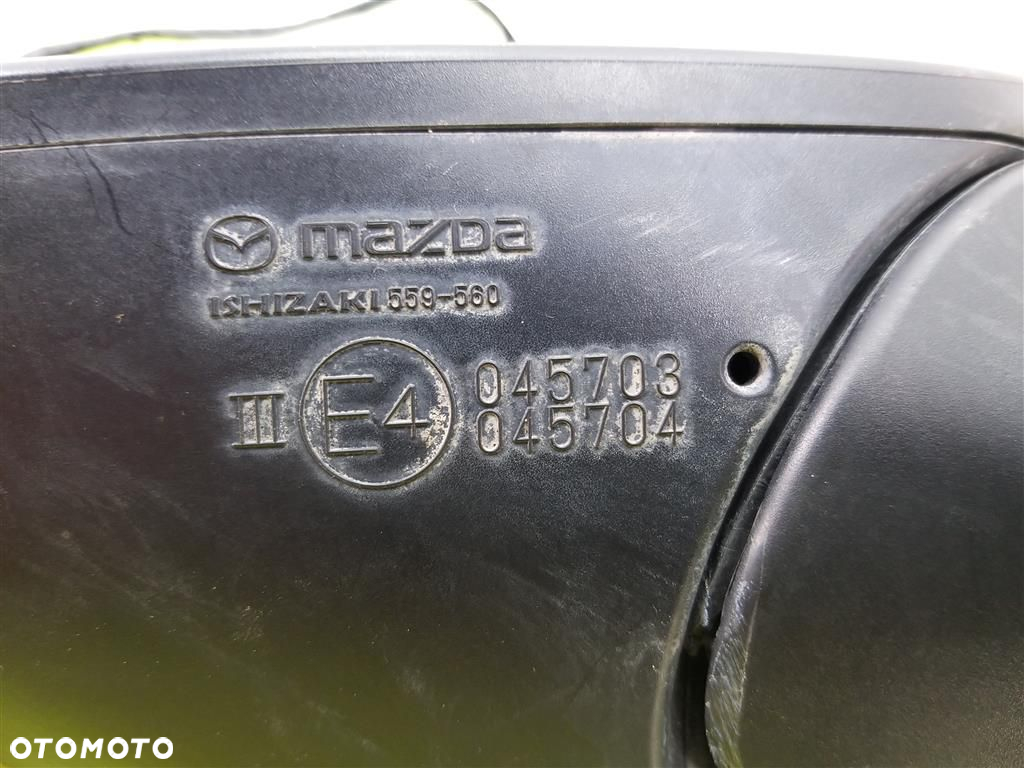 mazda
ISHIZAKI 559-560
III E4 045703
045704
OTOMOTO